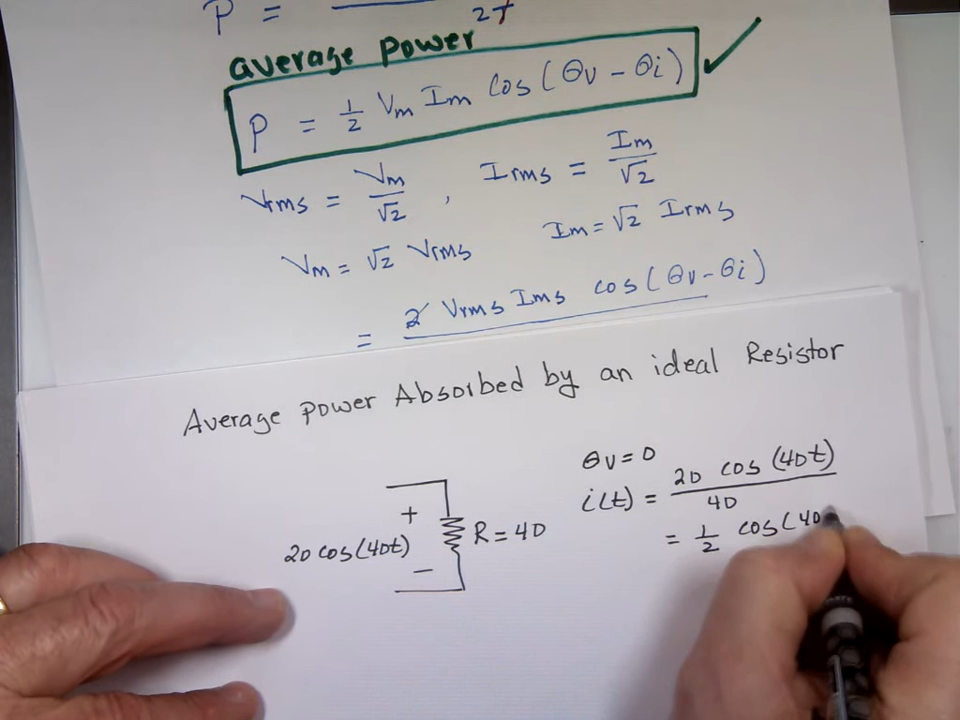 P = 2T
average power
P = 1/2 Vm Im cos(θv - θi) ✓
Vrms = Vm/√2 , Irms = Im/√2
Vm = √2 Vrms Im = √2 Irms
= 2 Vrms Ims cos(θv - θi)
Average power Absorbed by an ideal Resistor
θv = 0
i(t) = 20 cos(40t)/40
= 1/2 cos(40
+
20 cos(40t) R = 40
−